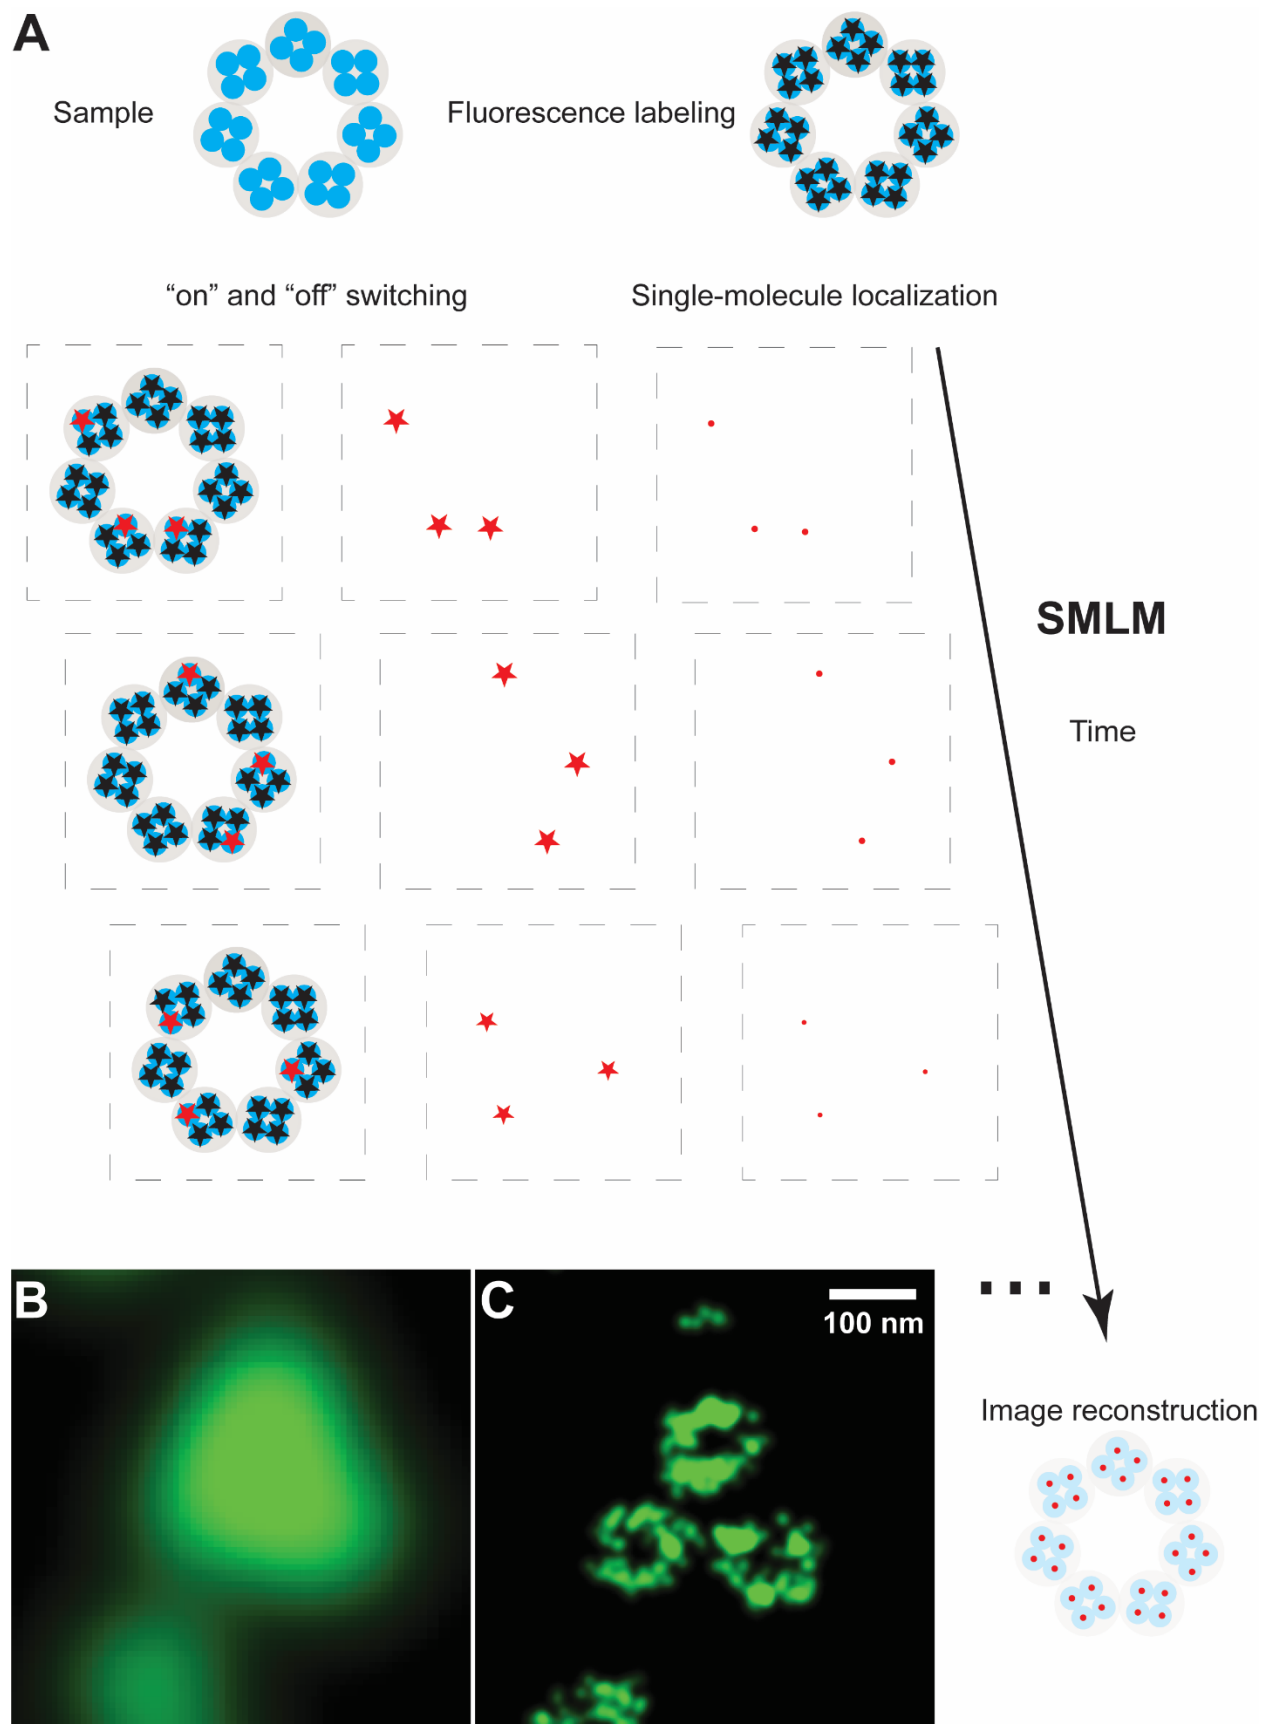 A
Sample
Fluorescence labeling
“on” and “off” switching
Single-molecule localization
SMLM
Time
B
C
100 nm
...
Image reconstruction